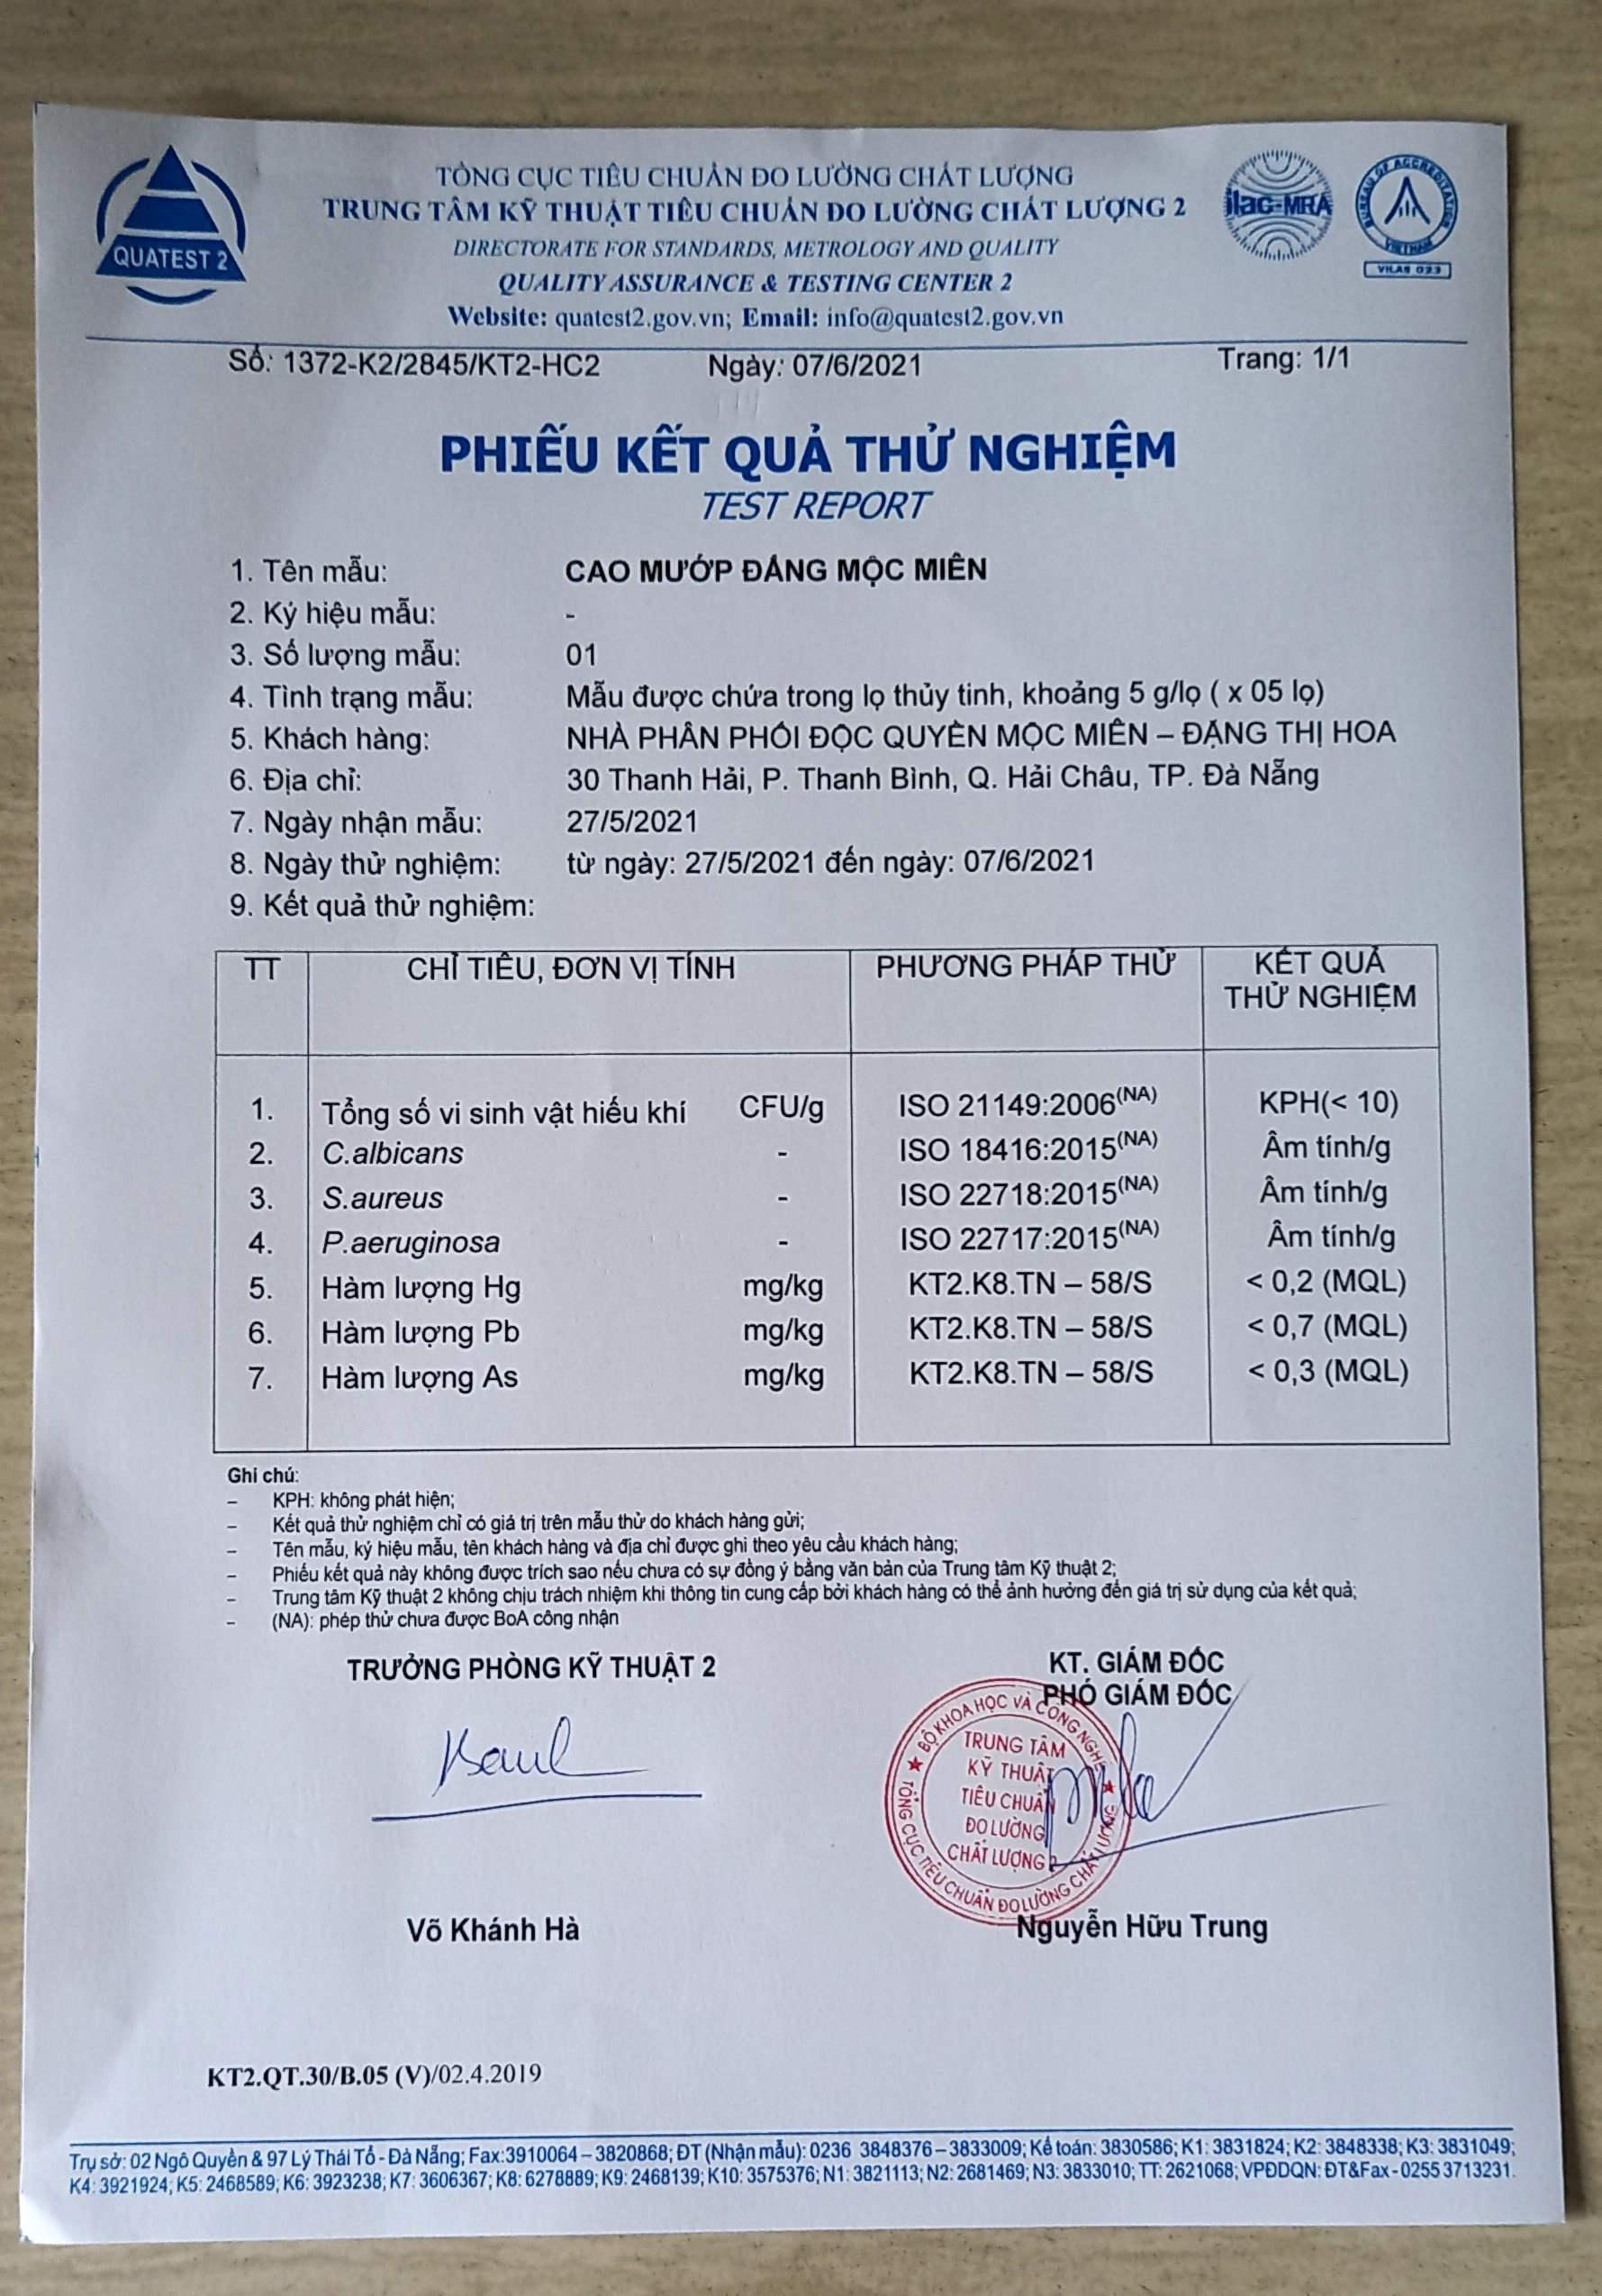 QUATEST 2
TỔNG CỤC TIÊU CHUẨN ĐO LƯỜNG CHẤT LƯỢNG
TRUNG TÂM KỸ THUẬT TIÊU CHUẨN ĐO LƯỜNG CHẤT LƯỢNG 2
DIRECTORATE FOR STANDARDS, METROLOGY AND QUALITY
QUALITY ASSURANCE & TESTING CENTER 2
Website: quatest2.gov.vn; Email: info@quatest2.gov.vn
ilac-MRA
BUREAU OF ACCREDITATION
VIETNAM
VILAS 023
Số: 1372-K2/2845/KT2-HC2 Ngày: 07/6/2021 Trang: 1/1
PHIẾU KẾT QUẢ THỬ NGHIỆM
TEST REPORT
1. Tên mẫu: CAO MƯỚP ĐẮNG MỘC MIÊN
2. Ký hiệu mẫu: -
3. Số lượng mẫu: 01
4. Tình trạng mẫu: Mẫu được chứa trong lọ thủy tinh, khoảng 5 g/lọ ( x 05 lọ)
5. Khách hàng: NHÀ PHÂN PHỐI ĐỘC QUYỀN MỘC MIÊN – ĐẶNG THỊ HOA
6. Địa chỉ: 30 Thanh Hải, P. Thanh Bình, Q. Hải Châu, TP. Đà Nẵng
7. Ngày nhận mẫu: 27/5/2021
8. Ngày thử nghiệm: từ ngày: 27/5/2021 đến ngày: 07/6/2021
9. Kết quả thử nghiệm:
TT CHỈ TIÊU, ĐƠN VỊ TÍNH PHƯƠNG PHÁP THỬ KẾT QUẢ THỬ NGHIỆM
1. Tổng số vi sinh vật hiếu khí CFU/g ISO 21149:2006(NA) KPH(< 10)
2. C.albicans - ISO 18416:2015(NA) Âm tính/g
3. S.aureus - ISO 22718:2015(NA) Âm tính/g
4. P.aeruginosa - ISO 22717:2015(NA) Âm tính/g
5. Hàm lượng Hg mg/kg KT2.K8.TN – 58/S < 0,2 (MQL)
6. Hàm lượng Pb mg/kg KT2.K8.TN – 58/S < 0,7 (MQL)
7. Hàm lượng As mg/kg KT2.K8.TN – 58/S < 0,3 (MQL)
Ghi chú:
– KPH: không phát hiện;
– Kết quả thử nghiệm chỉ có giá trị trên mẫu thử do khách hàng gửi;
– Tên mẫu, ký hiệu mẫu, tên khách hàng và địa chỉ được ghi theo yêu cầu khách hàng;
– Phiếu kết quả này không được trích sao nếu chưa có sự đồng ý bằng văn bản của Trung tâm Kỹ thuật 2;
– Trung tâm Kỹ thuật 2 không chịu trách nhiệm khi thông tin cung cấp bởi khách hàng có thể ảnh hưởng đến giá trị sử dụng của kết quả;
– (NA): phép thử chưa được BoA công nhận
TRƯỞNG PHÒNG KỸ THUẬT 2
KT. GIÁM ĐỐC
PHÓ GIÁM ĐỐC
BỘ KHOA HỌC VÀ CÔNG NGHỆ
TỔNG CỤC TIÊU CHUẨN ĐO LƯỜNG CHẤT LƯỢNG
TRUNG TÂM
KỸ THUẬT
TIÊU CHUẨN
ĐO LƯỜNG
CHẤT LƯỢNG 2
Võ Khánh Hà
Nguyễn Hữu Trung
KT2.QT.30/B.05 (V)/02.4.2019
Trụ sở: 02 Ngô Quyền & 97 Lý Thái Tổ - Đà Nẵng; Fax:3910064 – 3820868; ĐT (Nhận mẫu): 0236 3848376 – 3833009; Kế toán: 3830586; K1: 3831824; K2: 3848338; K3: 3831049;
K4: 3921924; K5: 2468589; K6: 3923238; K7: 3606367; K8: 6278889; K9: 2468139; K10: 3575376; N1: 3821113; N2: 2681469; N3: 3833010; TT: 2621068; VPĐDQN: ĐT&Fax - 0255 3713231.